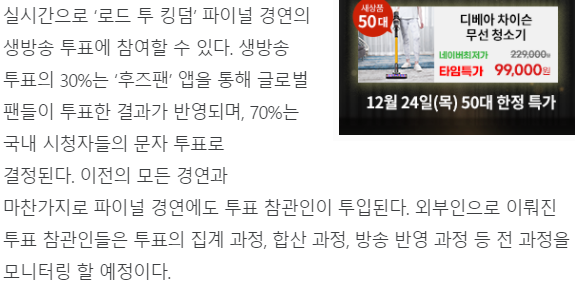 실시간으로 ‘로드 투 킹덤’ 파이널 경연의
생방송 투표에 참여할 수 있다. 생방송
투표의 30%는 ‘후즈팬’ 앱을 통해 글로벌
팬들이 투표한 결과가 반영되며, 70%는
국내 시청자들의 문자 투표로
결정된다. 이전의 모든 경연과
마찬가지로 파이널 경연에도 투표 참관인이 투입된다. 외부인으로 이뤄진
투표 참관인들은 투표의 집계 과정, 합산 과정, 방송 반영 과정 등 전 과정을
모니터링 할 예정이다.
새상품
50대
디베아 차이슨
무선 청소기
네이버최저가 229,000원
타임특가 99,000원
12월 24일(목) 50대 한정 특가